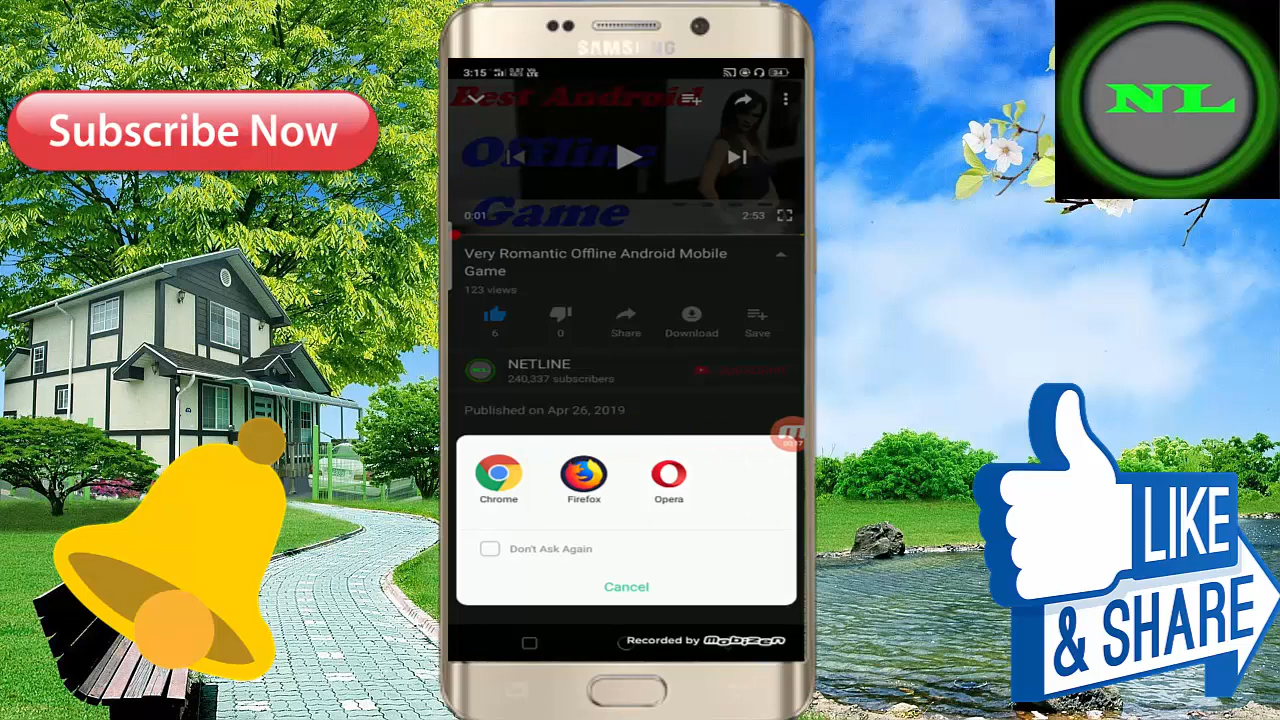 Subscribe Now
SAMSUNG
NL
3:15
34
Best Android
Offline
Game
0:01
2:53
Very Romantic Offline Android Mobile
Game
123 views
6
0
Share
Download
Save
NETLINE
240,337 subscribers
Published on Apr 26, 2019
Chrome
Firefox
Opera
Don't Ask Again
Cancel
Recorded by mobizen
LIKE
& SHARE